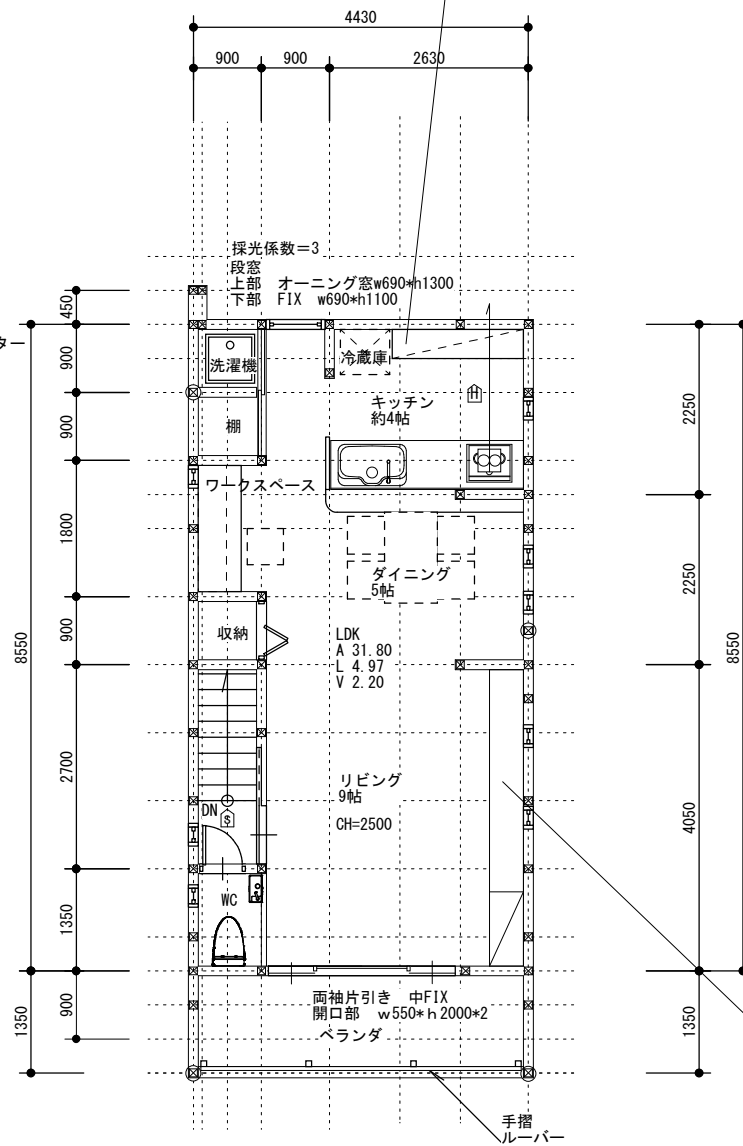 4430
900
900
2630
採光係数＝3
段窓
上部　オーニング窓w690*h1300
下部　FIX　w690*h1100
ター
450
900
900
1800
900
2700
1350
900
8550
1350
洗濯機
冷蔵庫
キッチン
約4帖
H
棚
ワークスペース
ダイニング
5帖
収納
LDK
A 31.80
L 4.97
V 2.20
リビング
9帖
CH=2500
DN
S
WC
両袖片引き　中FIX
開口部　w550*h2000*2
ベランダ
手摺
ルーバー
2250
2250
4050
1350
8550